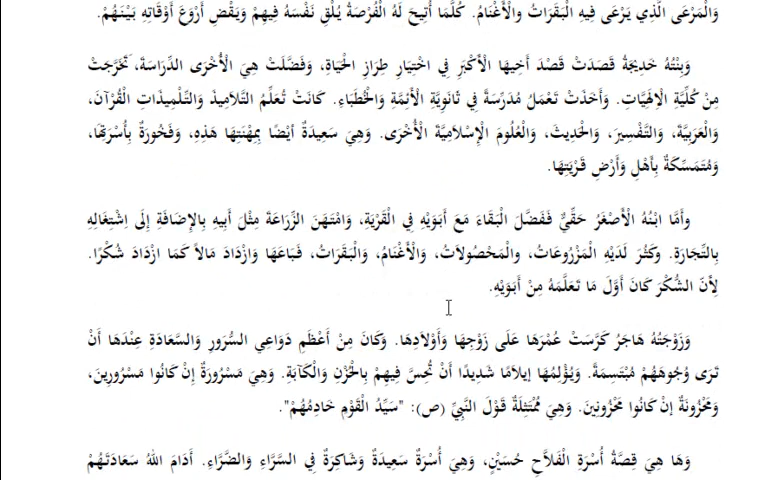 وَالْمَرْعَى الَّذِي يَرْعَى فِيهِ الْبَقَرَاتُ والْأَغْنَامُ. كُلَّمَا أُتِيحَ لَهُ الْفُرْصَةُ يُلْقِ نَفْسَهُ فِيهِمْ وَيَقْضِ أَرْوَعَ أَوْقَاتِهِ بَيْنَهُمْ.
وَبِنْتُهُ خَدِيجَةُ قَصَدَتْ قَصْدَ أَخِيهَا الْأَكْبَرِ فِي اخْتِيَارِ طِرَازِ الْحَيَاةِ، وَفَضَّلَتْ هِيَ الْأُخْرَى الدِّرَاسَةَ، تَخَرَّجَتْ
مِنْ كُلِّيَّةِ الْإِلَهِيَّاتِ. وَأَخَذَتْ تَعْمَلُ مُدَرِّسَةً فِي ثَانَوِيَّةِ الْأَئِمَّةِ وَالْخُطَبَاءِ. كَانَتْ تُعَلِّمُ التَّلَامِيذَ وَالتِّلْمِيذَاتِ الْقُرْآنَ،
وَالْعَرَبِيَّةَ، وَالتَّفْسِيرَ، وَالْحَدِيثَ، وَالْعُلُومَ الْإِسْلَامِيَّةَ الْأُخْرَى. وَهِيَ سَعِيدَةٌ أَيْضًا بِمِهْنَتِهَا هَذِهِ، وَفَخُورَةٌ بِأُسْرَتِهَا،
وَمُتَمَسِّكَةٌ بِأَهْلِ وَأَرْضِ قَرْيَتِهَا.
وأَمَّا ابْنُهُ الْأَصْغَرُ حَقِّيٌّ فَفَضَّلَ الْبَقَاءَ مَعَ أَبَوَيْهِ فِي الْقَرْيَةِ، وَامْتَهَنَ الزِّرَاعَةَ مِثْلَ أَبِيهِ بِالإِضَافَةِ إِلَى اِشْتِغَالِهِ
بِالتِّجَارَةِ. وَكَثُرَ لَدَيْهِ الْمَزْرُوعَاتُ، والْمَحْصُولَاتُ، وَالْأَغْنَامُ، وَالْبَقَرَاتُ، فَبَاعَهَا وَازْدَادَ مَالاً كَمَا ازْدَادَ شُكْرًا.
لِأَنَّ الشُّكْرَ كَانَ أَوَّلَ مَا تَعَلَّمَهُ مِنْ أَبَوَيْهِ.
وَزَوْجَتُهُ هَاجَرُ كَرَّسَتْ عُمْرَهَا عَلَى زَوْجِهَا وَأَوْلَادِهَا. وَكَانَ مِنْ أَعْظَمِ دَوَاعِي السُّرُورِ وَالسَّعَادَةِ عِنْدَهَا أَنْ
تَرَى وُجُوهَهُمْ مُبْتَسِمَةً. وَيُؤْلِمُهَا إِيلَامًا شَدِيدًا أَنْ تُحِسَّ فِيهِمْ بِالْحُزْنِ وَالْكَآبَةِ. وَهِيَ مَسْرُورَةٌ إِنْ كَانُوا مَسْرُورِينَ،
وَمَحْزُونَةٌ إِنْ كَانُوا مَحْزُونِينَ. وَهِيَ مُمْتَثِلَةٌ قَوْلَ النَّبِيِّ (ص): "سَيِّدُ الْقَوْمِ خَادِمُهُمْ".
وَهَا هِيَ قِصَّةُ أُسْرَةِ الْفَلَّاحِ حُسَيْنٍ، وَهِيَ أُسْرَةٌ سَعِيدَةٌ وَشَاكِرَةٌ فِي السَّرَّاءِ وَالضَّرَّاءِ. أَدَامَ اللهُ سَعَادَتَهُمْ